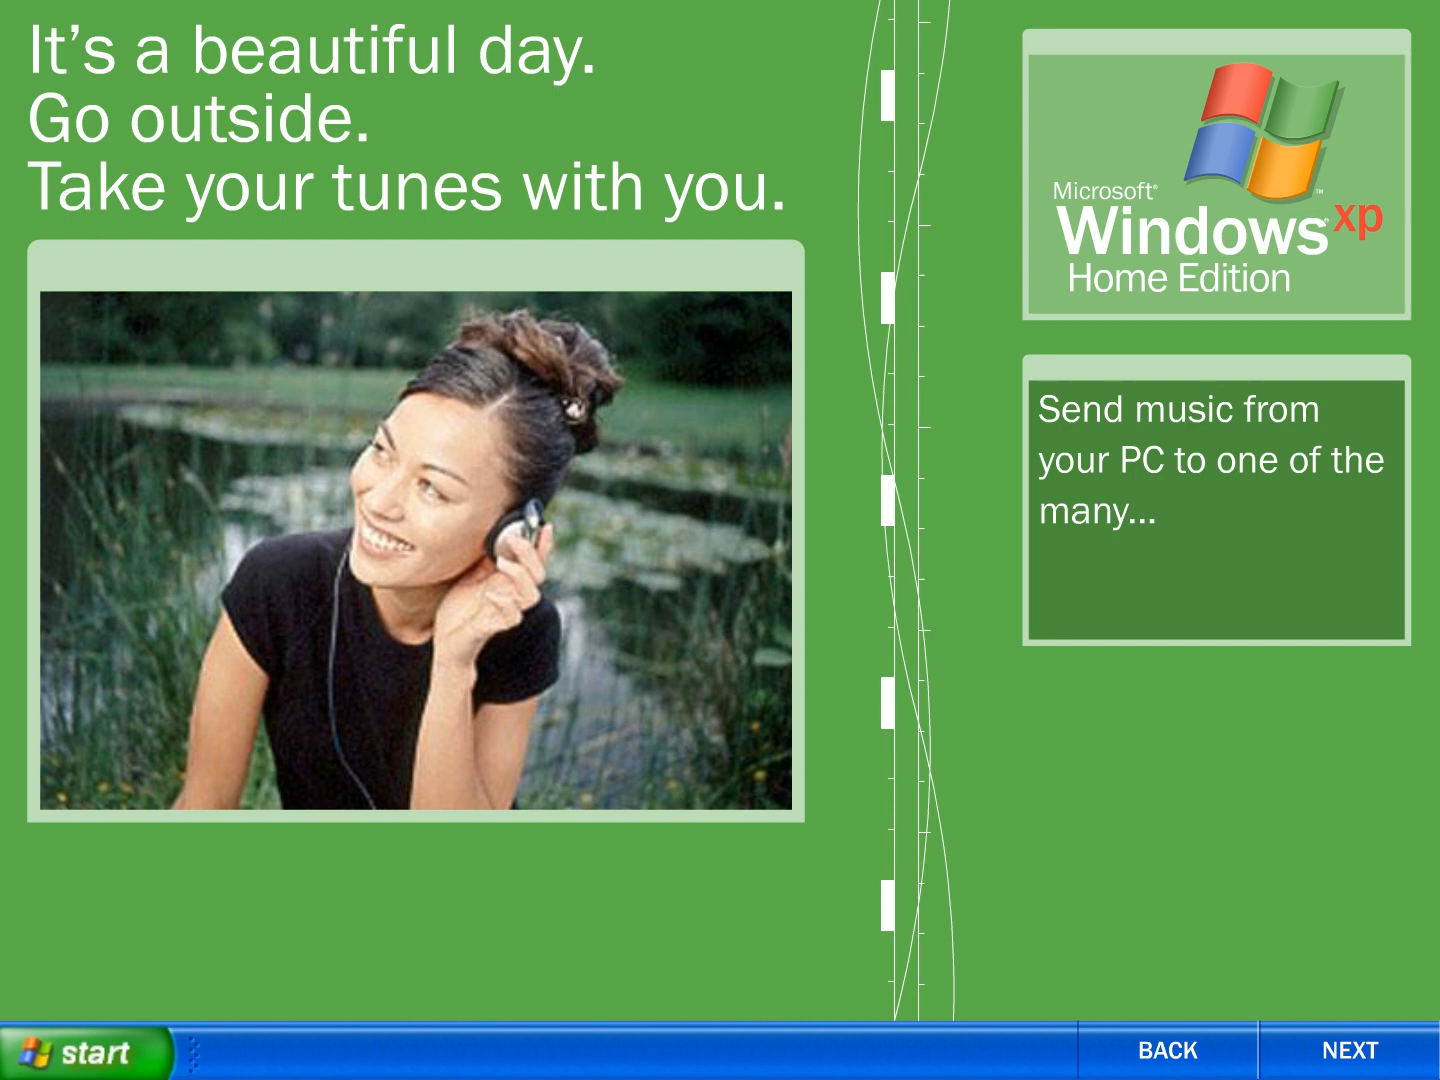 It’s a beautiful day.
Go outside.
Take your tunes with you.
Microsoft®
Windows® xp
™
Home Edition
Send music from
your PC to one of the
many...
start
BACK
NEXT